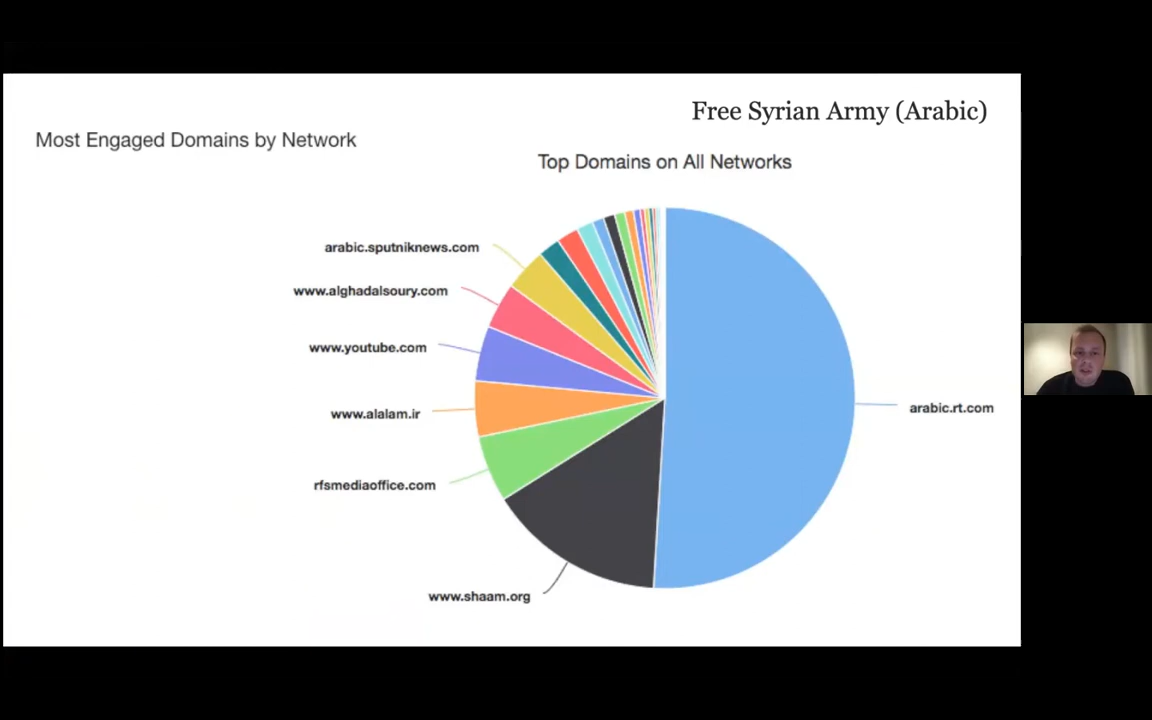 Free Syrian Army (Arabic)
Most Engaged Domains by Network
Top Domains on All Networks
arabic.sputniknews.com
www.alghadalsoury.com
www.youtube.com
www.alalam.ir
arabic.rt.com
rfsmediaoffice.com
www.shaam.org